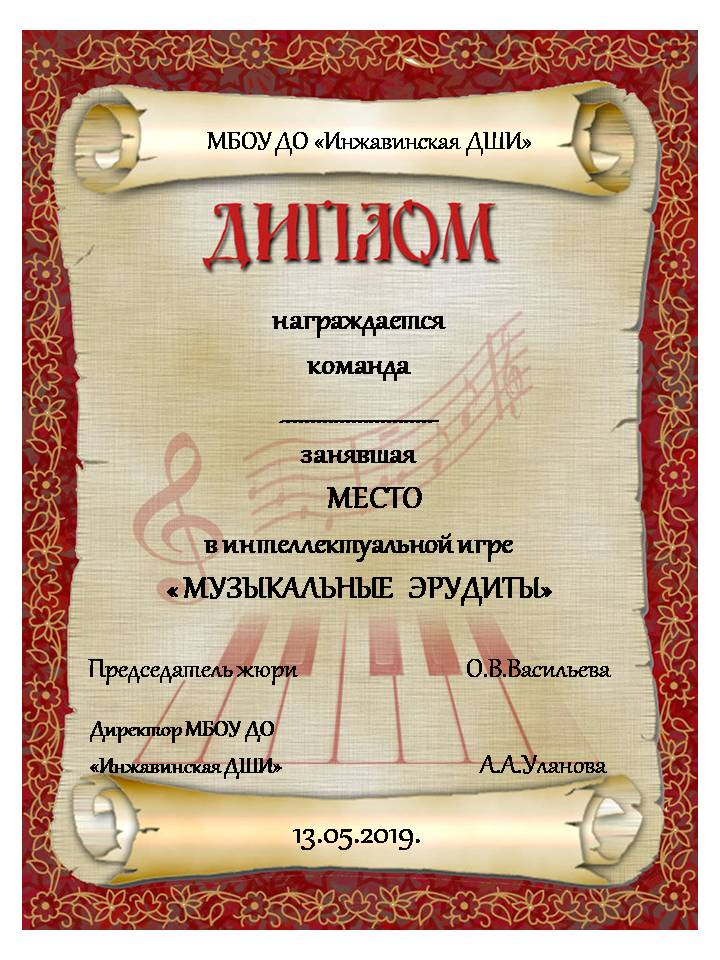 МБОУ ДО «Инжавинская ДШИ»
ДИПЛОМ
награждается
команда
---------------------------
занявшая
МЕСТО
в интеллектуальной игре
« МУЗЫКАЛЬНЫЕ ЭРУДИТЫ»
Председатель жюри О.В.Васильева
Директор МБОУ ДО
«Инжавинская ДШИ» А.А.Уланова
13.05.2019.